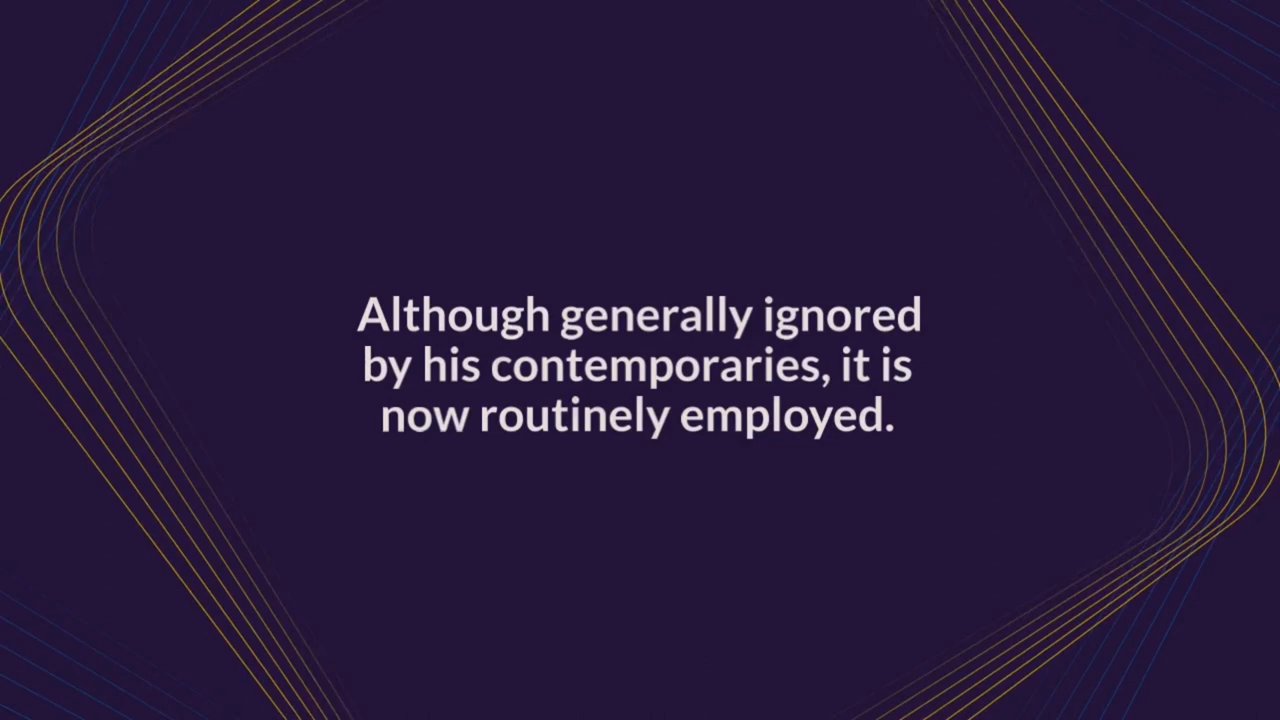 Although generally ignored
by his contemporaries, it is
now routinely employed.